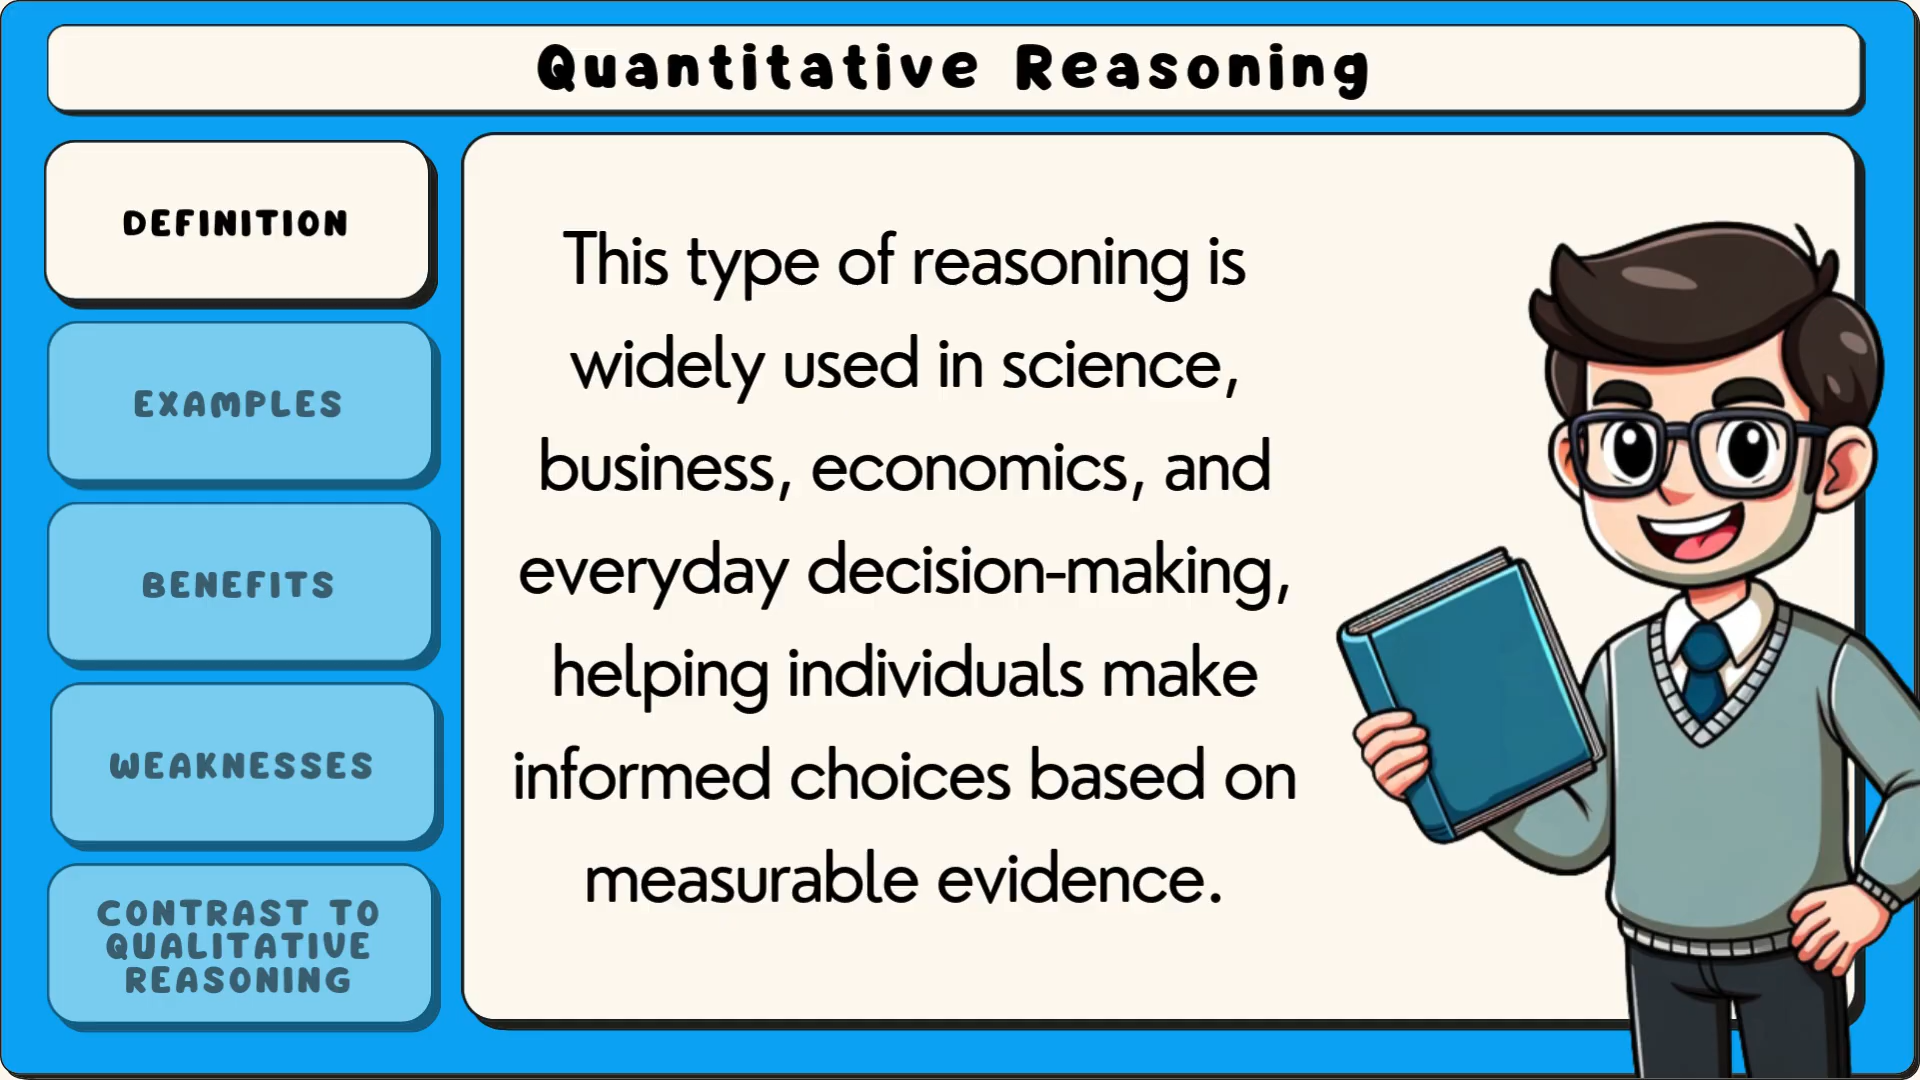 Quantitative Reasoning
DEFINITION
EXAMPLES
BENEFITS
WEAKNESSES
CONTRAST TO
QUALITATIVE
REASONING
This type of reasoning is
widely used in science,
business, economics, and
everyday decision-making,
helping individuals make
informed choices based on
measurable evidence.